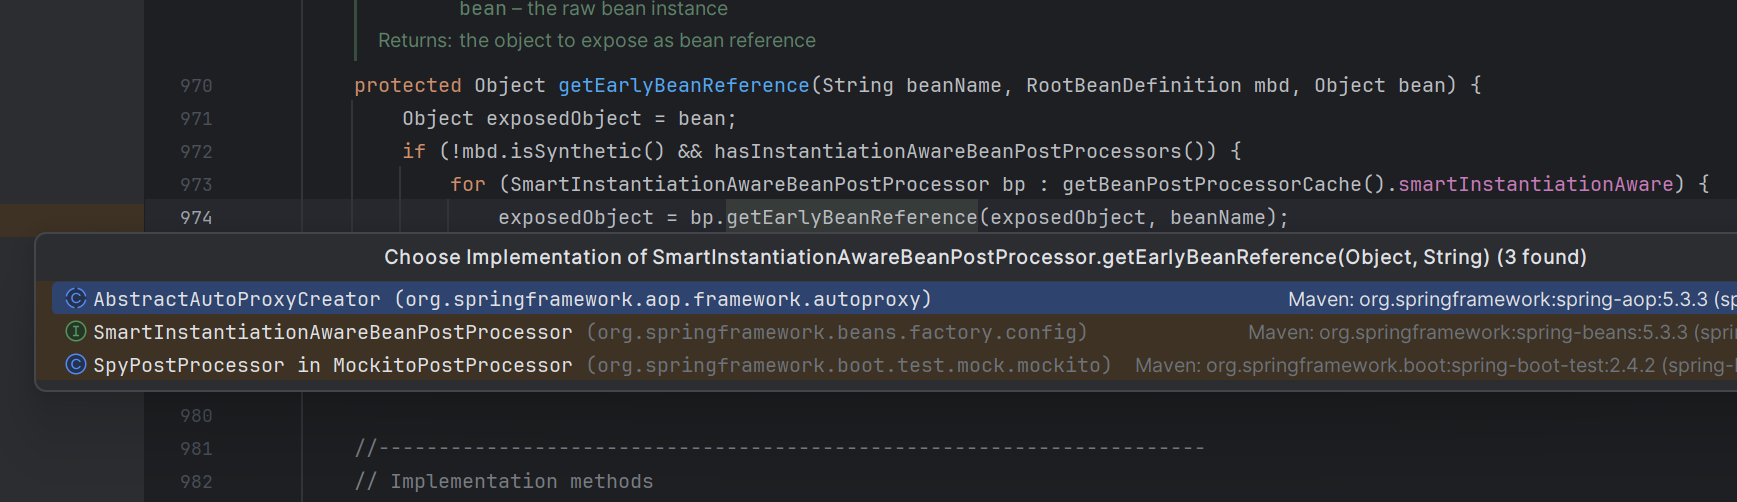 bean – the raw bean instance
Returns: the object to expose as bean reference
970 protected Object getEarlyBeanReference(String beanName, RootBeanDefinition mbd, Object bean) {
971 Object exposedObject = bean;
972 if (!mbd.isSynthetic() && hasInstantiationAwareBeanPostProcessors()) {
973 for (SmartInstantiationAwareBeanPostProcessor bp : getBeanPostProcessorCache().smartInstantiationAware) {
974 exposedObject = bp.getEarlyBeanReference(exposedObject, beanName);
Choose Implementation of SmartInstantiationAwareBeanPostProcessor.getEarlyBeanReference(Object, String) (3 found)
C AbstractAutoProxyCreator (org.springframework.aop.framework.autoproxy) Maven: org.springframework:spring-aop:5.3.3 (sp
I SmartInstantiationAwareBeanPostProcessor (org.springframework.beans.factory.config) Maven: org.springframework:spring-beans:5.3.3 (sprin
C SpyPostProcessor in MockitoPostProcessor (org.springframework.boot.test.mock.mockito) Maven: org.springframework.boot:spring-boot-test:2.4.2 (spring-
980
981 //---------------------------------------------------------------------
982 // Implementation methods